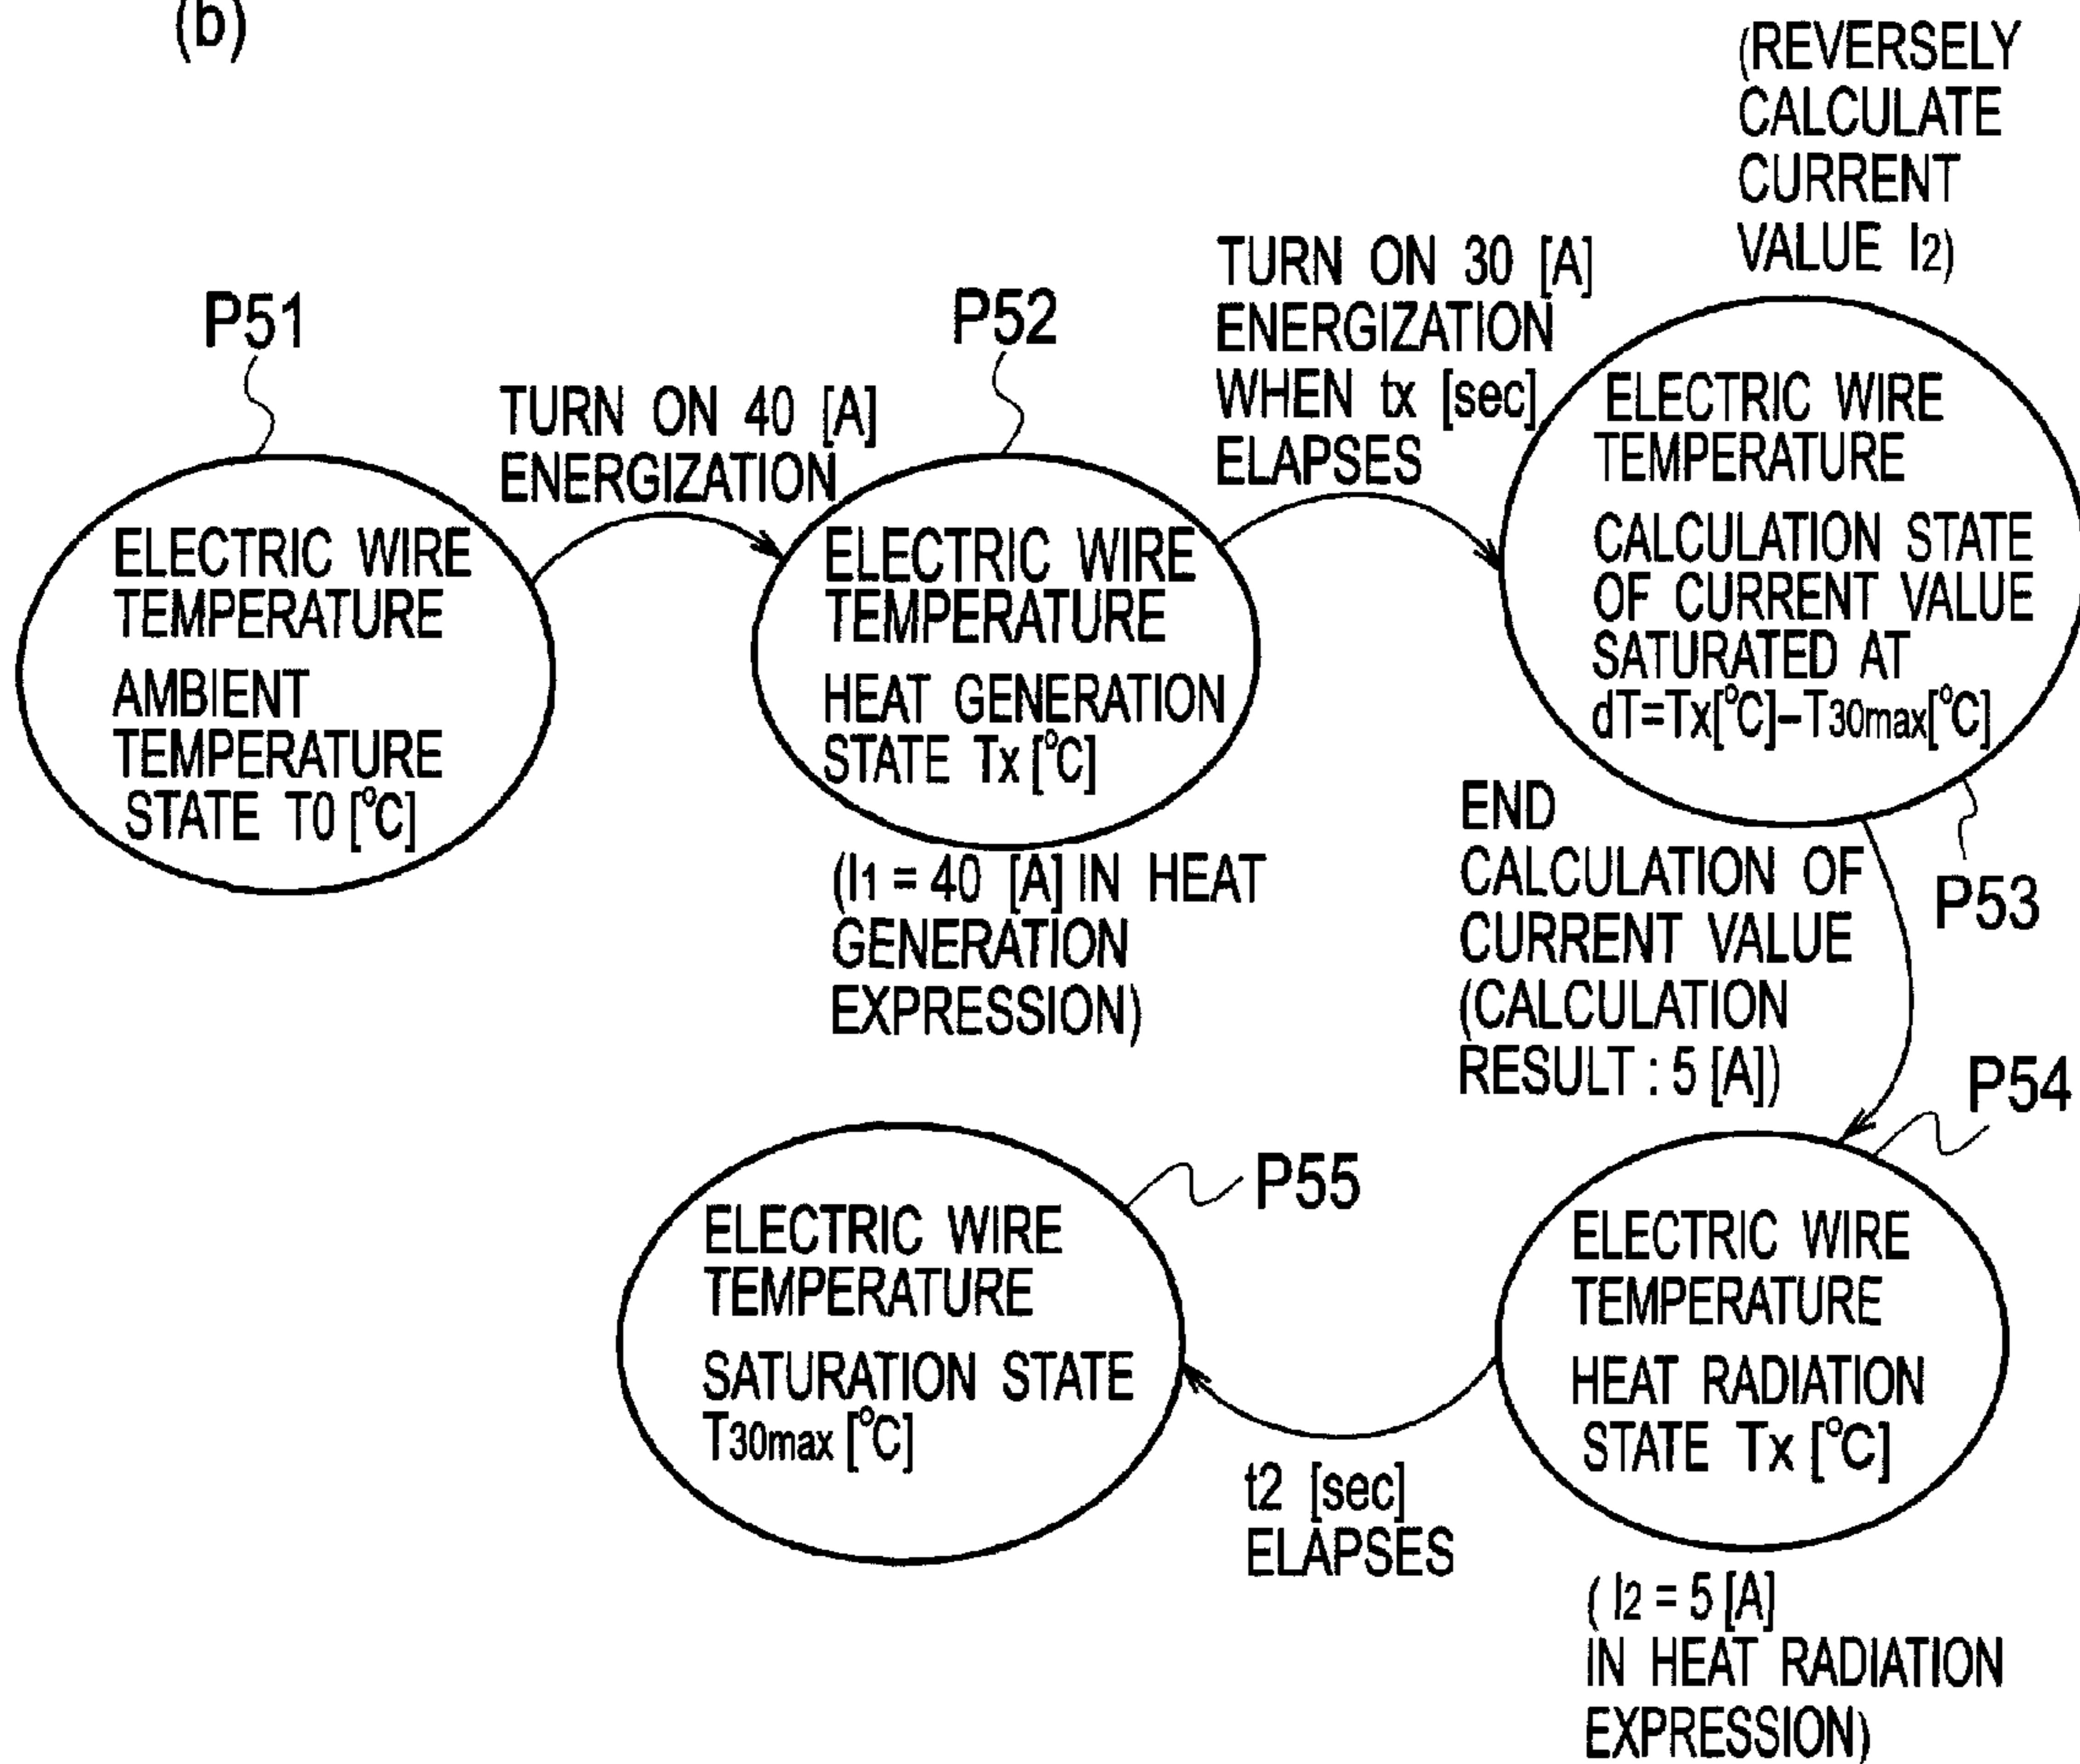 (b)
P51
ELECTRIC WIRE
TEMPERATURE
AMBIENT
TEMPERATURE
STATE T0 [°C]
TURN ON 40 [A]
ENERGIZATION
P52
ELECTRIC WIRE
TEMPERATURE
HEAT GENERATION
STATE Tx [°C]
(I1 = 40 [A] IN HEAT
GENERATION
EXPRESSION)
TURN ON 30 [A]
ENERGIZATION
WHEN tx [sec]
ELAPSES
(REVERSELY
CALCULATE
CURRENT
VALUE I2)
ELECTRIC WIRE
TEMPERATURE
CALCULATION STATE
OF CURRENT VALUE
SATURATED AT
dT=Tx[°C]–T30max[°C]
P53
END
CALCULATION OF
CURRENT VALUE
(CALCULATION
RESULT : 5 [A])
P54
ELECTRIC WIRE
TEMPERATURE
HEAT RADIATION
STATE Tx [°C]
( I2 = 5 [A]
IN HEAT RADIATION
EXPRESSION)
t2 [sec]
ELAPSES
P55
ELECTRIC WIRE
TEMPERATURE
SATURATION STATE
T30max [°C]